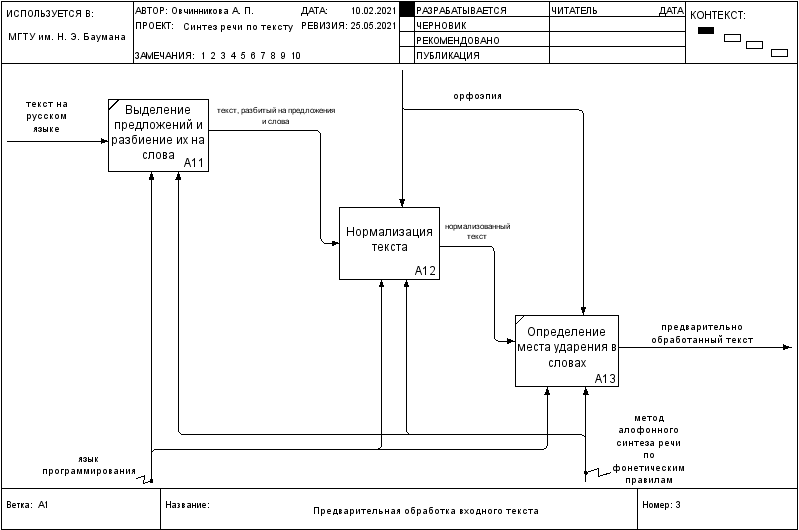 ИСПОЛЬЗУЕТСЯ В:
МГТУ им. Н. Э. Баумана
АВТОР: Овчинникова А. П.
ДАТА: 10.02.2021
ПРОЕКТ: Синтез речи по тексту
РЕВИЗИЯ: 25.05.2021
ЗАМЕЧАНИЯ: 1 2 3 4 5 6 7 8 9 10
РАЗРАБАТЫВАЕТСЯ
ЧЕРНОВИК
РЕКОМЕНДОВАНО
ПУБЛИКАЦИЯ
ЧИТАТЕЛЬ
ДАТА
КОНТЕКСТ:
текст на
русском
языке
Выделение
предложений и
разбиение их на
слова
A11
текст, разбитый на предложения
и слова
орфоэпия
Нормализация
текста
A12
нормализованный
текст
Определение
места ударения в
словах
A13
предварительно
обработанный текст
язык
программирования
метод
алофонного
синтеза речи
по
фонетическим
правилам
Ветка: A1
Название:
Предварительная обработка входного текста
Номер: 3